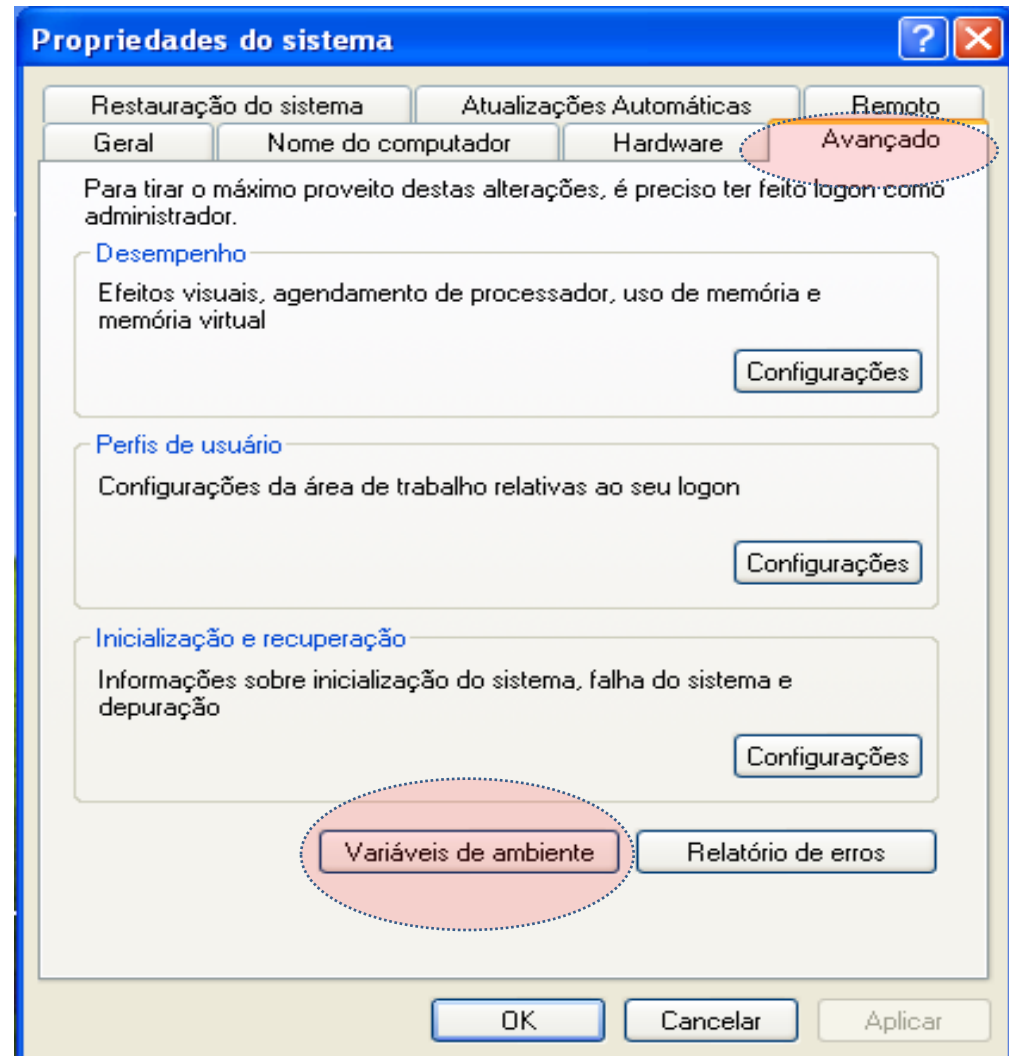 Propriedades do sistema
Restauração do sistema
Atualizações Automáticas
Remoto
Geral
Nome do computador
Hardware
Avançado
Para tirar o máximo proveito destas alterações, é preciso ter feito logon como
administrador.
Desempenho
Efeitos visuais, agendamento de processador, uso de memória e
memória virtual
Configurações
Perfis de usuário
Configurações da área de trabalho relativas ao seu logon
Configurações
Inicialização e recuperação
Informações sobre inicialização do sistema, falha do sistema e
depuração
Configurações
Variáveis de ambiente
Relatório de erros
OK
Cancelar
Aplicar